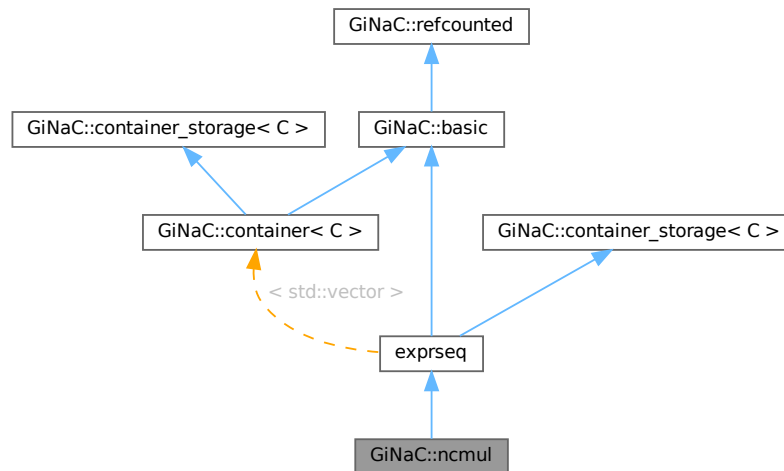 GiNaC::refcounted
GiNaC::container_storage< C >
GiNaC::basic
GiNaC::container< C >
GiNaC::container_storage< C >
< std::vector >
exprseq
GiNaC::ncmul